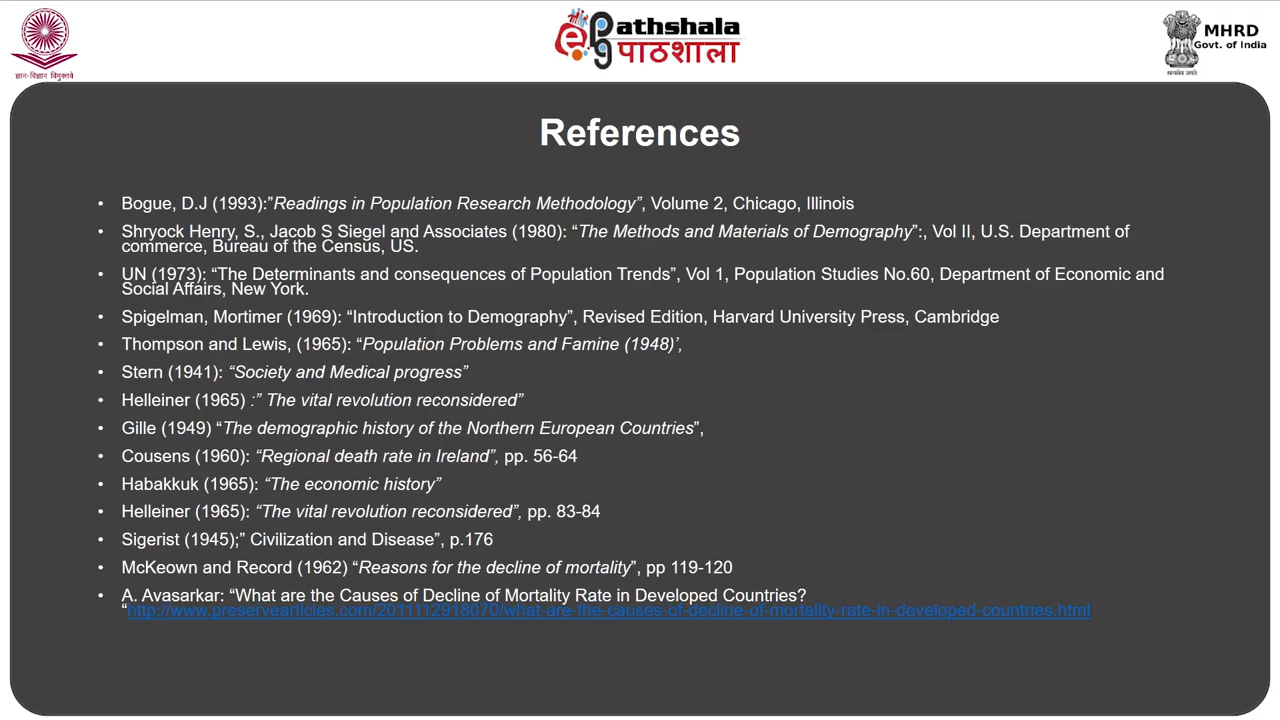 ज्ञान-विज्ञान विमुक्तये
ePathshala
पाठशाला
MHRD
Govt. of India
सत्यमेव जयते
References
• Bogue, D.J (1993):”Readings in Population Research Methodology”, Volume 2, Chicago, Illinois
• Shryock Henry, S., Jacob S Siegel and Associates (1980): “The Methods and Materials of Demography”:, Vol II, U.S. Department of
commerce, Bureau of the Census, US.
• UN (1973): “The Determinants and consequences of Population Trends”, Vol 1, Population Studies No.60, Department of Economic and
Social Affairs, New York.
• Spigelman, Mortimer (1969): “Introduction to Demography”, Revised Edition, Harvard University Press, Cambridge
• Thompson and Lewis, (1965): “Population Problems and Famine (1948)’,
• Stern (1941): “Society and Medical progress”
• Helleiner (1965) :” The vital revolution reconsidered”
• Gille (1949) “The demographic history of the Northern European Countries”,
• Cousens (1960): “Regional death rate in Ireland”, pp. 56-64
• Habakkuk (1965): “The economic history”
• Helleiner (1965): “The vital revolution reconsidered”, pp. 83-84
• Sigerist (1945);” Civilization and Disease”, p.176
• McKeown and Record (1962) “Reasons for the decline of mortality”, pp 119-120
• A. Avasarkar: “What are the Causes of Decline of Mortality Rate in Developed Countries?
“http://www.preservearticles.com/2011112918070/what-are-the-causes-of-decline-of-mortality-rate-in-developed-countries.html